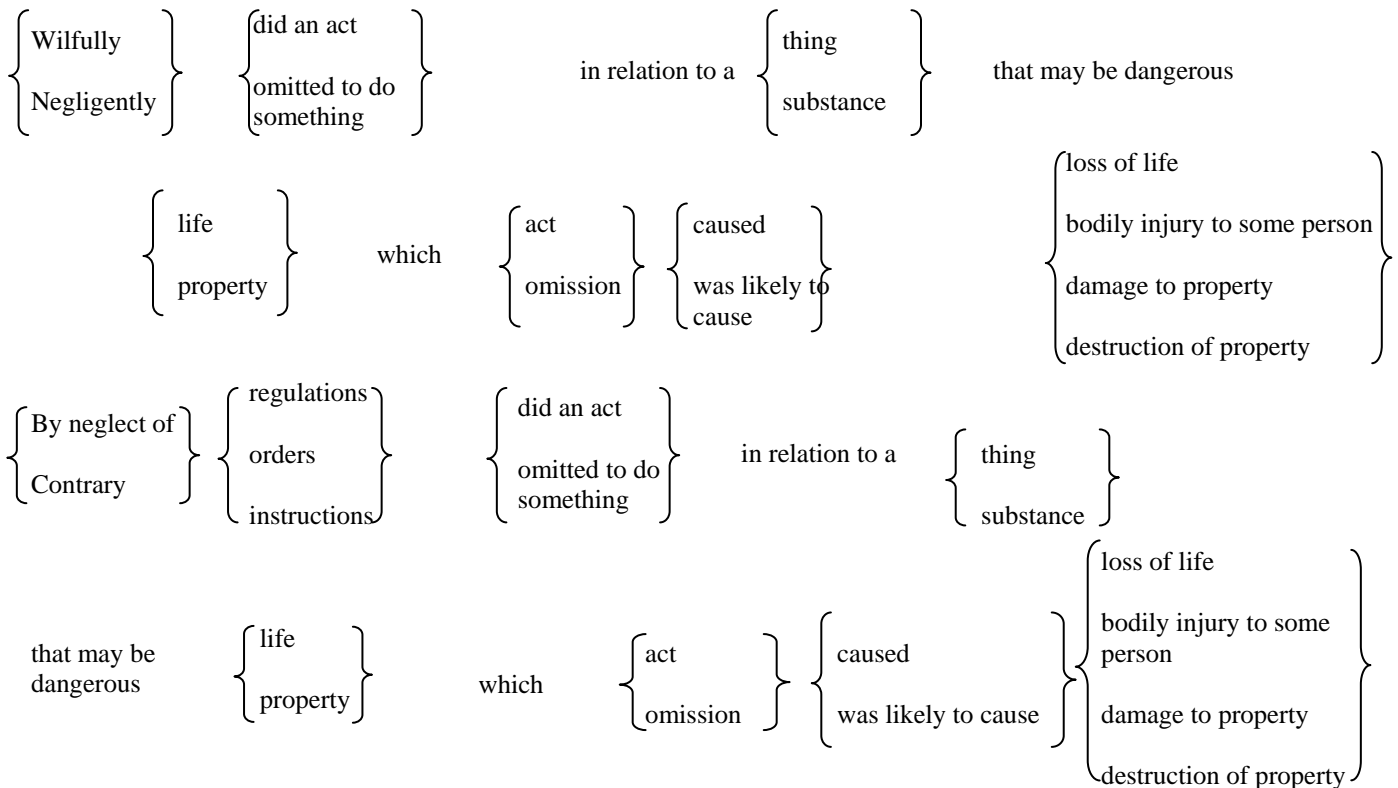 Wilfully
Negligently
did an act
omitted to do
something
in relation to a
thing
substance
that may be dangerous
life
property
which
act
omission
caused
was likely to
cause
loss of life
bodily injury to some person
damage to property
destruction of property
By neglect of
Contrary
regulations
orders
instructions
did an act
omitted to do
something
in relation to a
thing
substance
that may be
dangerous
life
property
which
act
omission
caused
was likely to cause
loss of life
bodily injury to some
person
damage to property
destruction of property